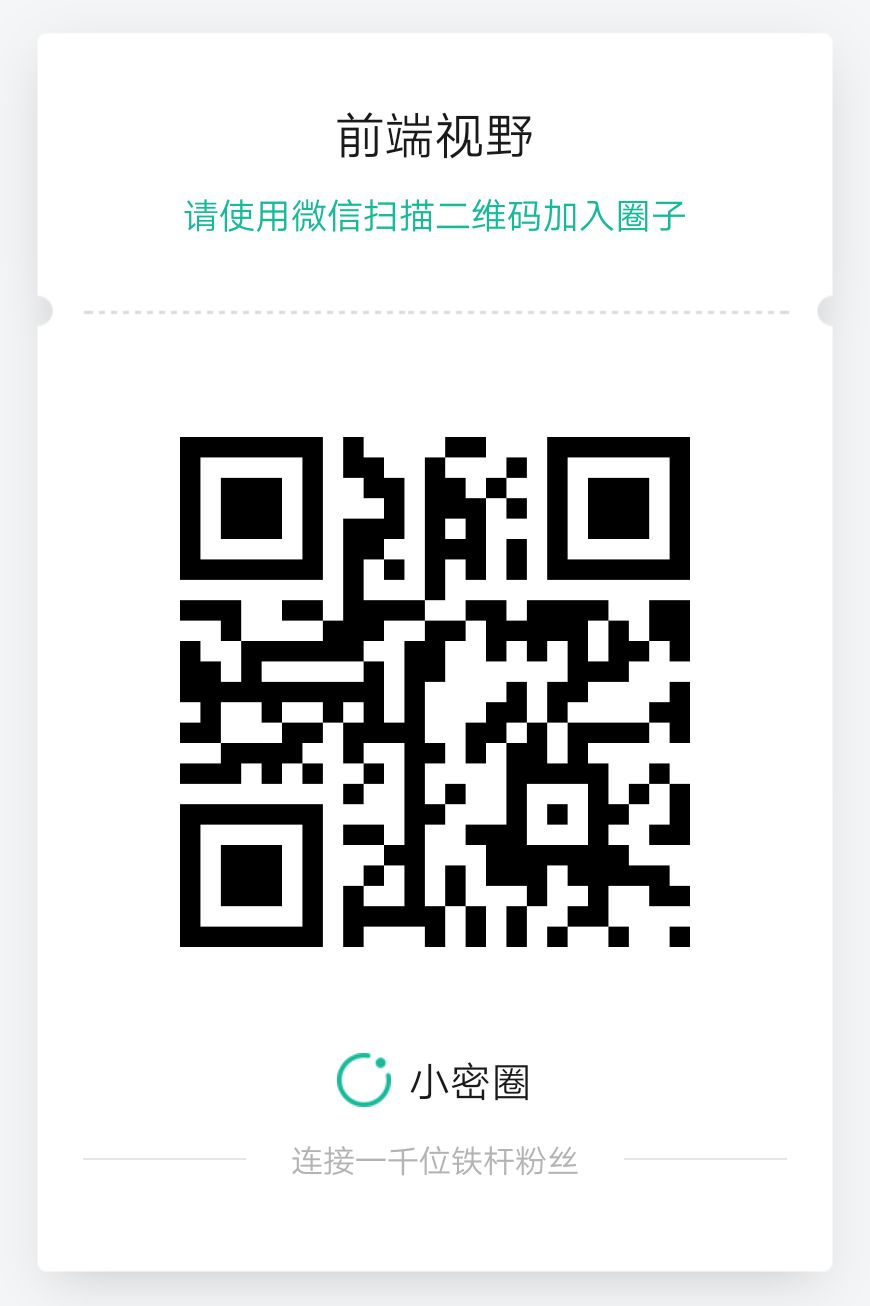 前端视野
请使用微信扫描二维码加入圈子
小密圈
连接一千位铁杆粉丝